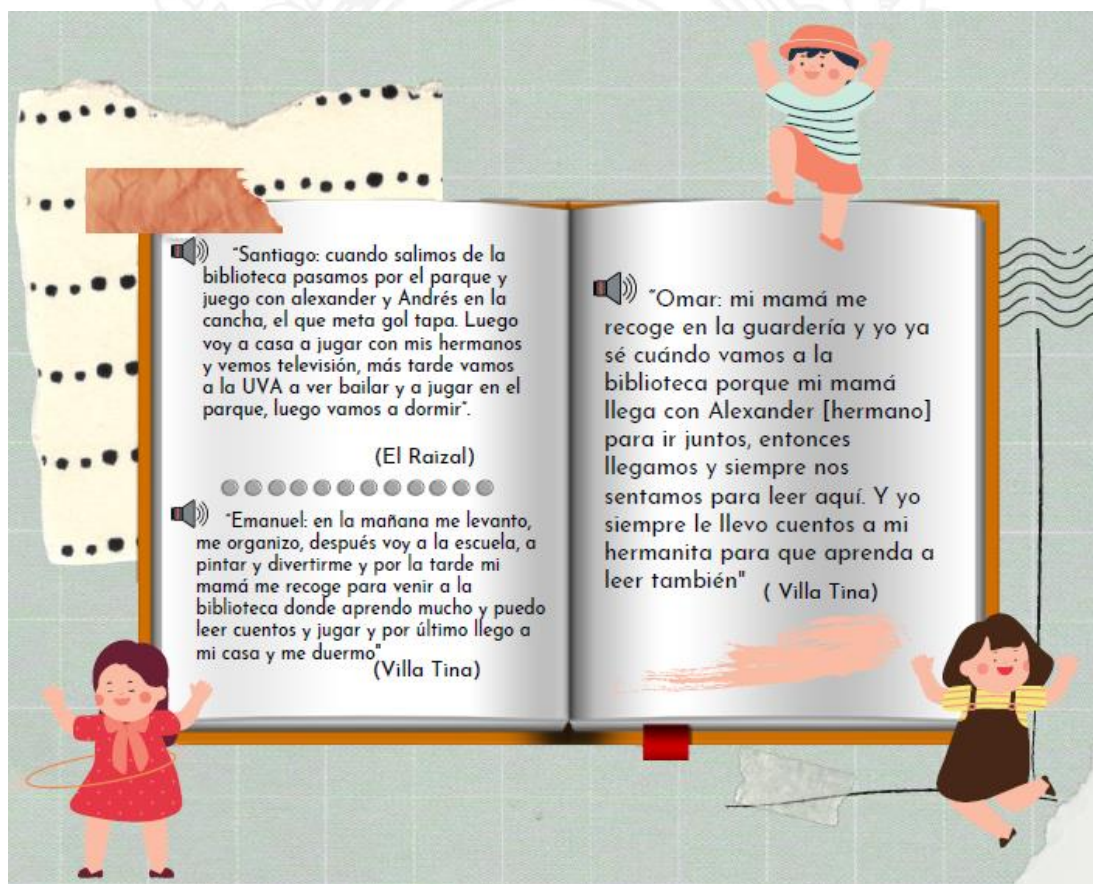 “Santiago: cuando salimos de la
biblioteca pasamos por el parque y
juego con alexander y Andrés en la
cancha, el que meta gol tapa. Luego
voy a casa a jugar con mis hermanos
y vemos televisión, más tarde vamos
a la UVA a ver bailar y a jugar en el
parque, luego vamos a dormir”.
(El Raizal)
“Emanuel: en la mañana me levanto,
me organizo, después voy a la escuela, a
pintar y divertirme y por la tarde mi
mamá me recoge para venir a la
biblioteca donde aprendo mucho y puedo
leer cuentos y jugar y por último llego a
mi casa y me duermo"
(Villa Tina)
“Omar: mi mamá me
recoge en la guardería y yo ya
sé cuándo vamos a la
biblioteca porque mi mamá
llega con Alexander [hermano]
para ir juntos, entonces
llegamos y siempre nos
sentamos para leer aquí. Y yo
siempre le llevo cuentos a mi
hermanita para que aprenda a
leer también"
( Villa Tina)